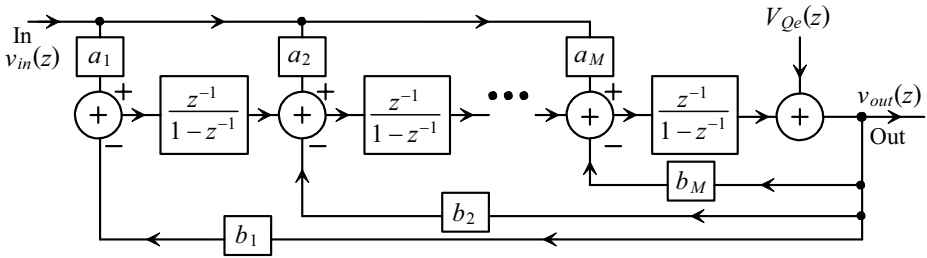 In
v_in(z)
V_Qe(z)
a_1
a_2
a_M
+
+
+
z^-1
1 - z^-1
z^-1
1 - z^-1
•••
z^-1
1 - z^-1
+
+
+
+
v_out(z)
Out
−
−
−
b_M
b_2
b_1